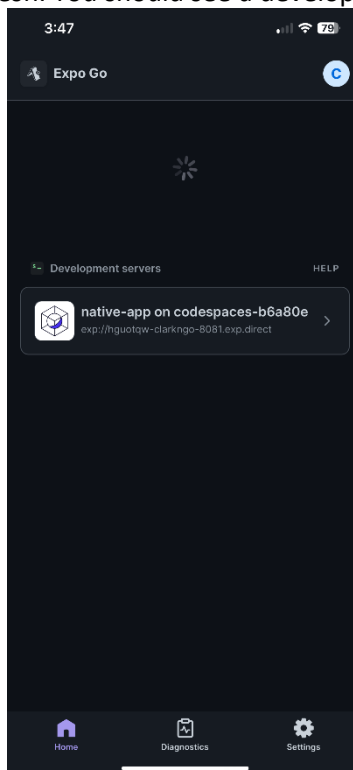 3:47
79
Expo Go
C
Development servers
HELP
native-app on codespaces-b6a80e
exp://hguotqw-clarkngo-8081.exp.direct
Home
Diagnostics
Settings